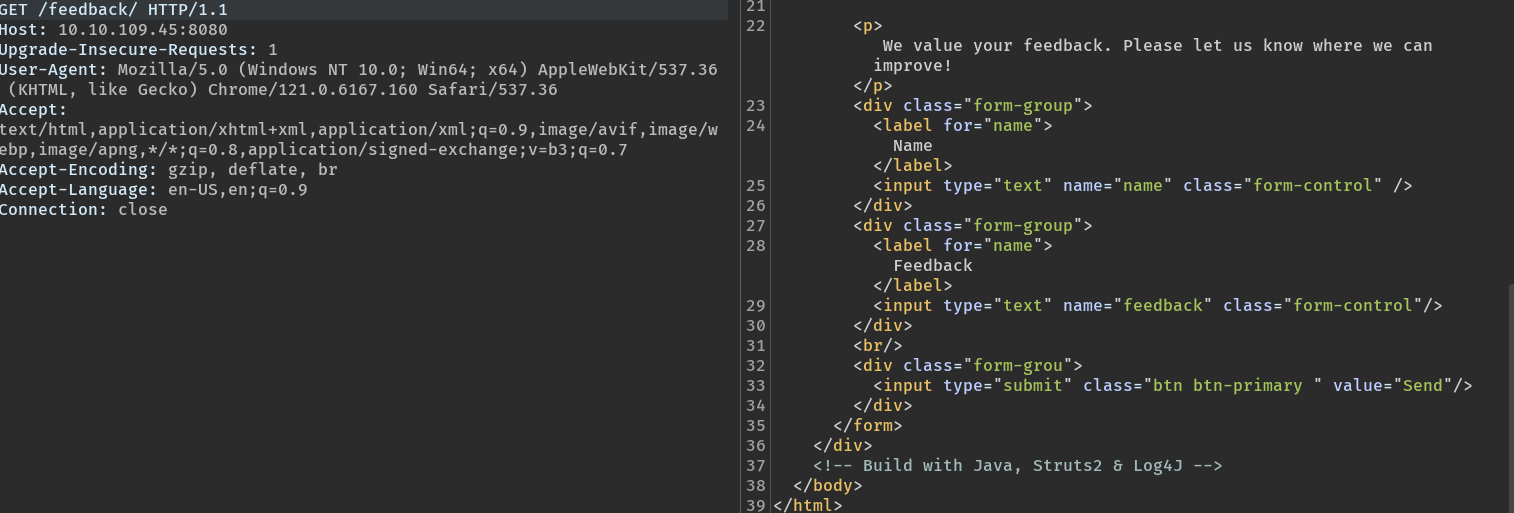 GET /feedback/ HTTP/1.1
Host: 10.10.109.45:8080
Upgrade-Insecure-Requests: 1
User-Agent: Mozilla/5.0 (Windows NT 10.0; Win64; x64) AppleWebKit/537.36
(KHTML, like Gecko) Chrome/121.0.6167.160 Safari/537.36
Accept:
text/html,application/xhtml+xml,application/xml;q=0.9,image/avif,image/w
ebp,image/apng,*/*;q=0.8,application/signed-exchange;v=b3;q=0.7
Accept-Encoding: gzip, deflate, br
Accept-Language: en-US,en;q=0.9
Connection: close
21
22 <p>
We value your feedback. Please let us know where we can
improve!
</p>
23 <div class="form-group">
24 <label for="name">
Name
</label>
25 <input type="text" name="name" class="form-control" />
26 </div>
27 <div class="form-group">
28 <label for="name">
Feedback
</label>
29 <input type="text" name="feedback" class="form-control"/>
30 </div>
31 <br/>
32 <div class="form-grou">
33 <input type="submit" class="btn btn-primary " value="Send"/>
34 </div>
35 </form>
36 </div>
37 <!-- Build with Java, Struts2 & Log4J -->
38 </body>
39 </html>